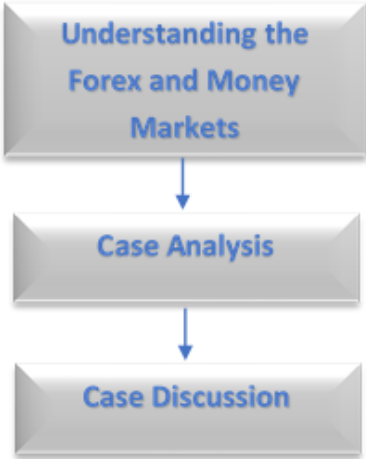 Understanding the
Forex and Money
Markets
Case Analysis
Case Discussion